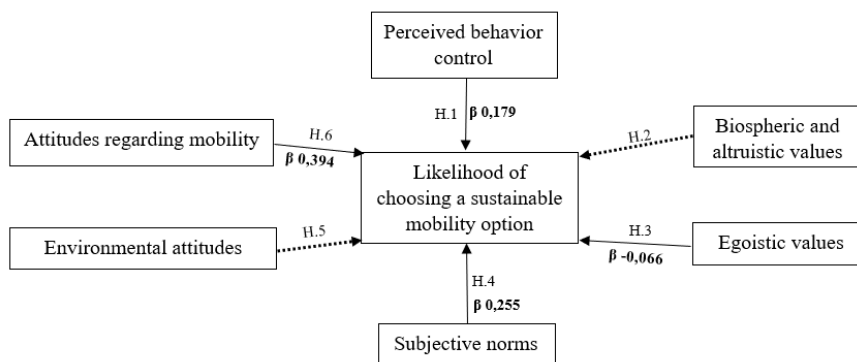 Perceived behavior
control
H.1 β 0,179
H.6
Attitudes regarding mobility
β 0,394
H.2
Biospheric and
altruistic values
Likelihood of
choosing a sustainable
mobility option
Environmental attitudes
H.5
H.3
Egoistic values
β -0,066
H.4
β 0,255
Subjective norms